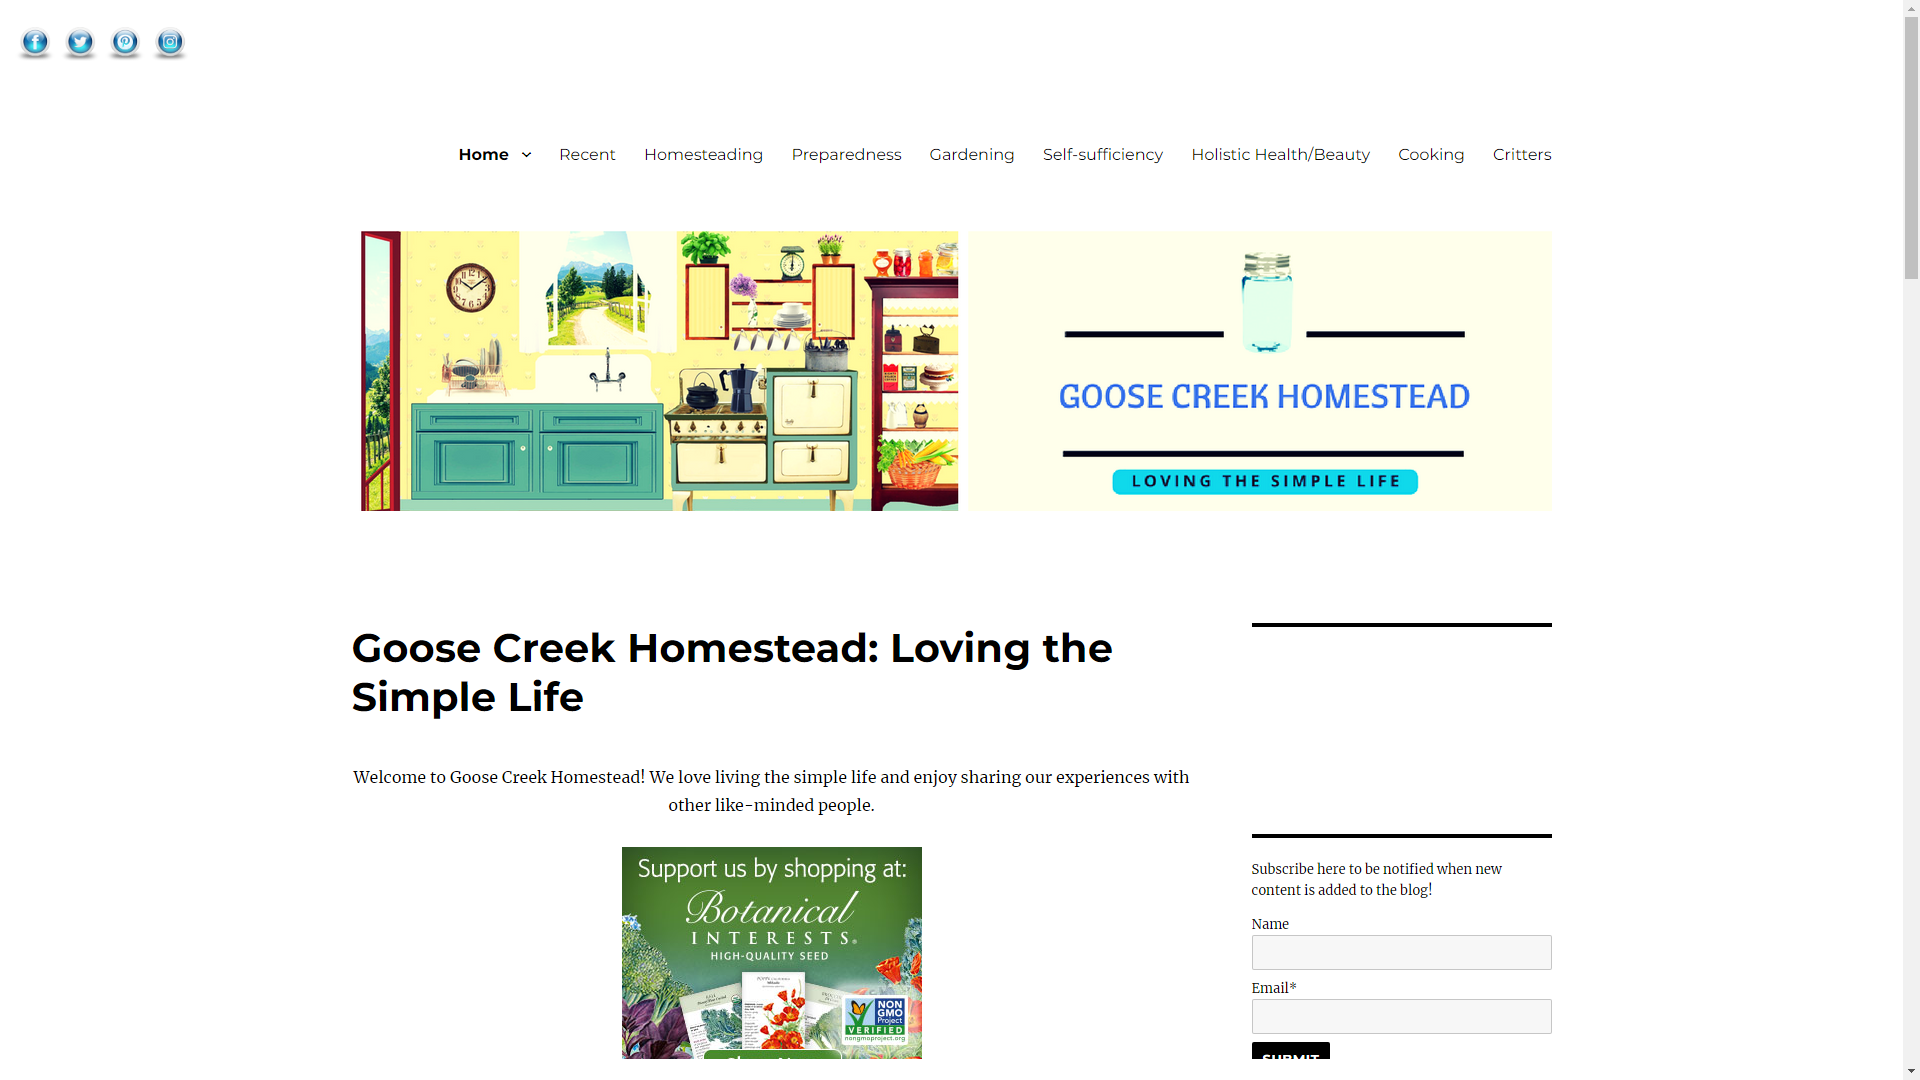 Home Recent Homesteading Preparedness Gardening Self-sufficiency Holistic Health/Beauty Cooking Critters
GOOSE CREEK HOMESTEAD
LOVING THE SIMPLE LIFE
Goose Creek Homestead: Loving the
Simple Life
Welcome to Goose Creek Homestead! We love living the simple life and enjoy sharing our experiences with
other like-minded people.
Support us by shopping at:
Botanical
INTERESTS®
HIGH-QUALITY SEED
NON
GMO
Project
VERIFIED
nongmoproject.org
Subscribe here to be notified when new
content is added to the blog!
Name
Email*
SUBMIT